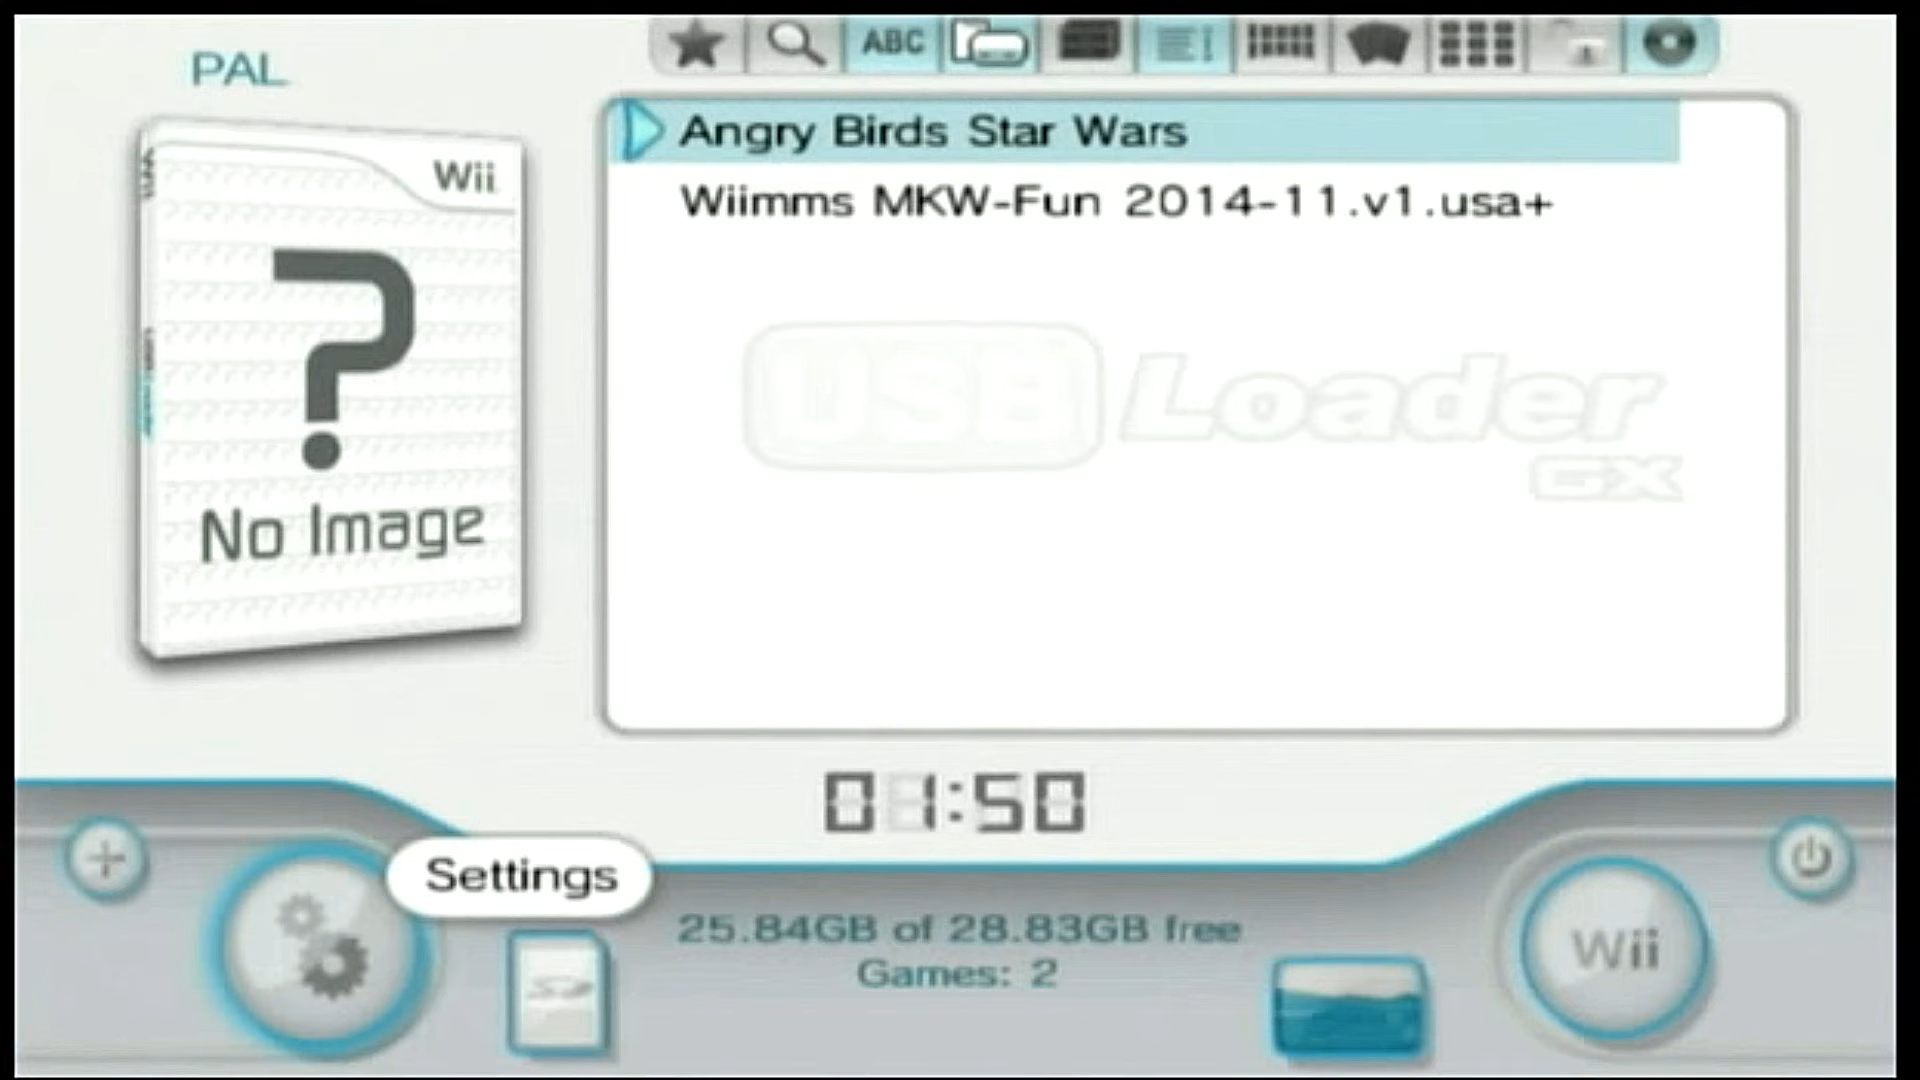 PAL
ABC
Wii
?
No Image
Angry Birds Star Wars
Wiimms MKW-Fun 2014-11.v1.usa+
USB Loader
GX
01:50
Settings
25.84GB of 28.83GB free
Games: 2
Wii